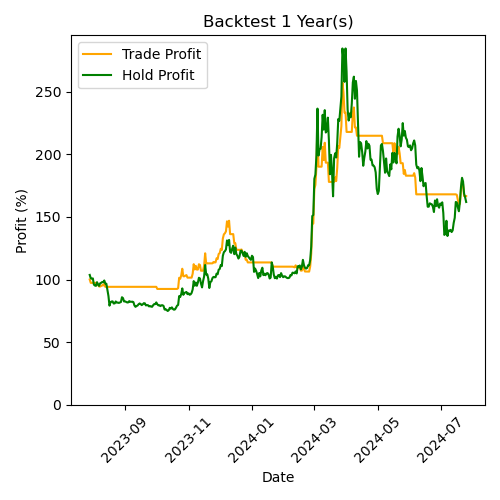 Backtest 1 Year(s)
Trade Profit
Hold Profit
Profit (%)
250
200
150
100
50
0
2023-09
2023-11
2024-01
2024-03
2024-05
2024-07
Date